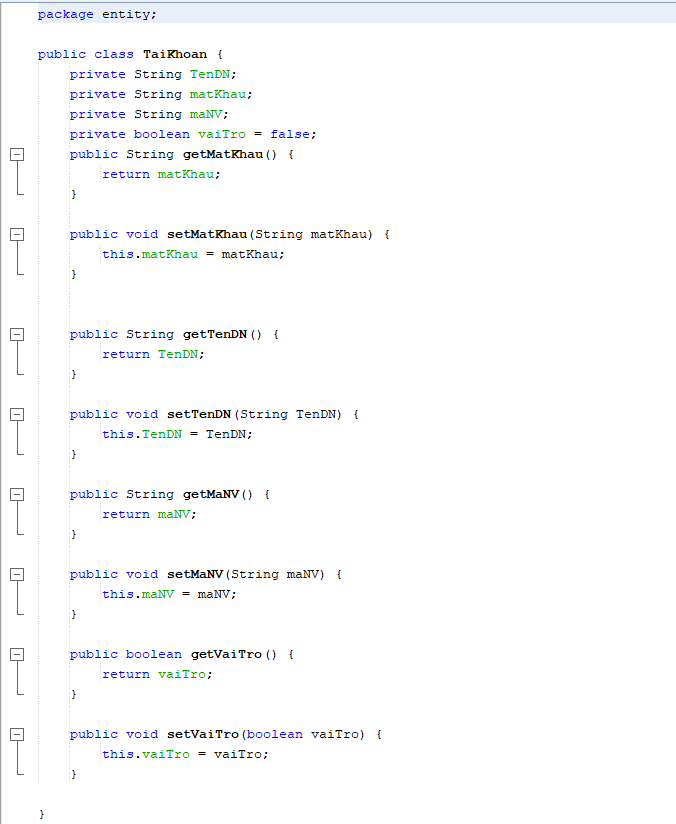 package entity;
public class TaiKhoan {
    private String TenDN;
    private String matKhau;
    private String maNV;
    private boolean vaiTro = false;
    public String getMatKhau() {
        return matKhau;
    }
    public void setMatKhau(String matKhau) {
        this.matKhau = matKhau;
    }
    public String getTenDN() {
        return TenDN;
    }
    public void setTenDN(String TenDN) {
        this.TenDN = TenDN;
    }
    public String getMaNV() {
        return maNV;
    }
    public void setMaNV(String maNV) {
        this.maNV = maNV;
    }
    public boolean getVaiTro() {
        return vaiTro;
    }
    public void setVaiTro(boolean vaiTro) {
        this.vaiTro = vaiTro;
    }
}